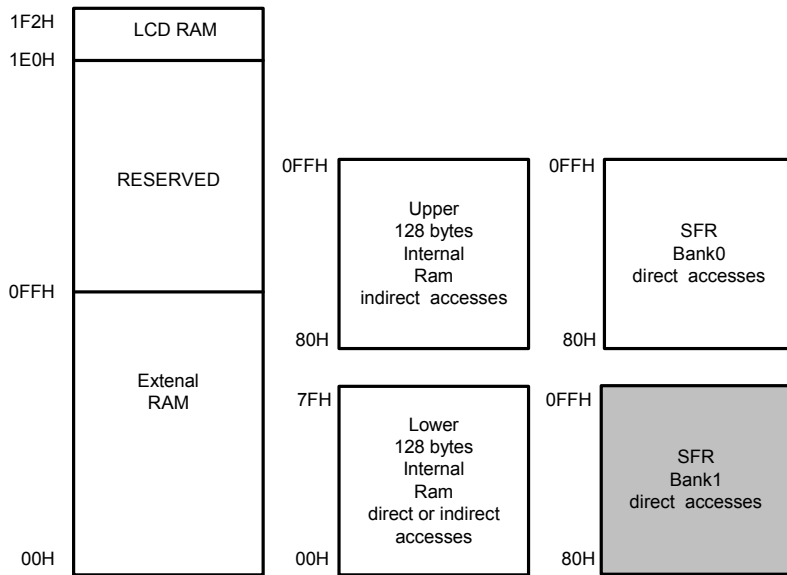 1F2H
LCD RAM
1E0H
RESERVED
0FFH
Extenal
RAM
00H
0FFH
Upper
128 bytes
Internal
Ram
indirect accesses
80H
7FH
Lower
128 bytes
Internal
Ram
direct or indirect
accesses
00H
0FFH
SFR
Bank0
direct accesses
80H
0FFH
SFR
Bank1
direct accesses
80H